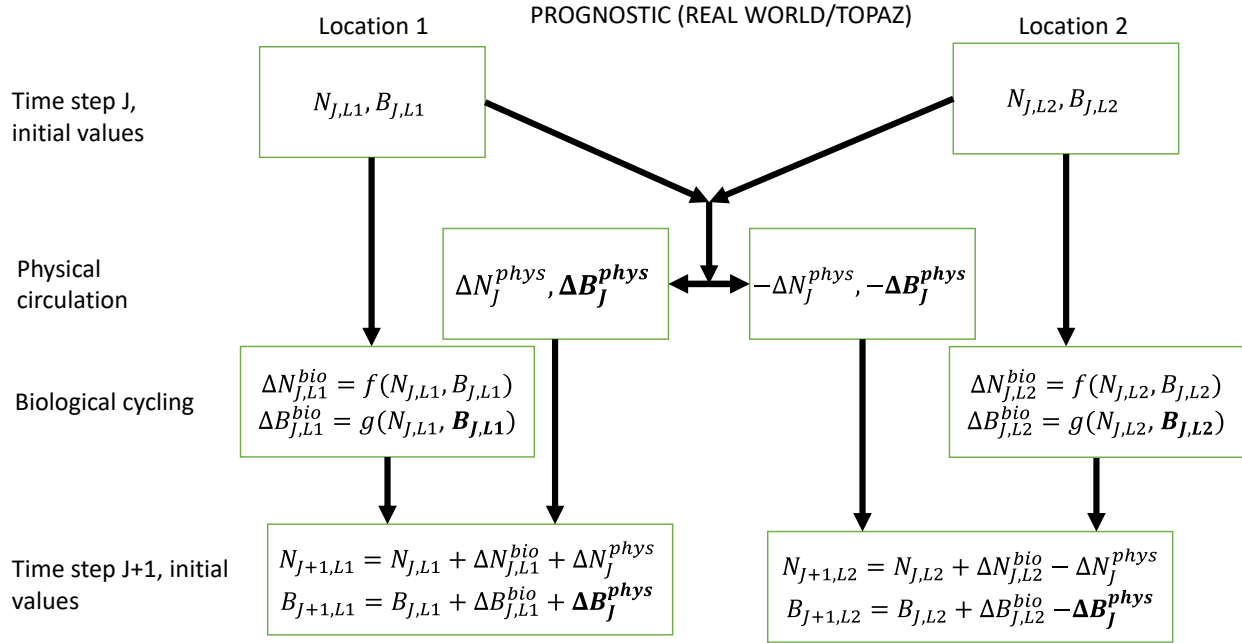 PROGNOSTIC (REAL WORLD/TOPAZ)
Location 1
Location 2
Time step J,
initial values
N_{J,L1}, B_{J,L1}
N_{J,L2}, B_{J,L2}
Physical
circulation
ΔN_J^{phys}, ΔB_J^{phys}
−ΔN_J^{phys}, −ΔB_J^{phys}
Biological cycling
ΔN_{J,L1}^{bio} = f(N_{J,L1}, B_{J,L1})
ΔB_{J,L1}^{bio} = g(N_{J,L1}, B_{J,L1})
ΔN_{J,L2}^{bio} = f(N_{J,L2}, B_{J,L2})
ΔB_{J,L2}^{bio} = g(N_{J,L2}, B_{J,L2})
Time step J+1, initial
values
N_{J+1,L1} = N_{J,L1} + ΔN_{J,L1}^{bio} + ΔN_J^{phys}
B_{J+1,L1} = B_{J,L1} + ΔB_{J,L1}^{bio} + ΔB_J^{phys}
N_{J+1,L2} = N_{J,L2} + ΔN_{J,L2}^{bio} − ΔN_J^{phys}
B_{J+1,L2} = B_{J,L2} + ΔB_{J,L2}^{bio} −ΔB_J^{phys}